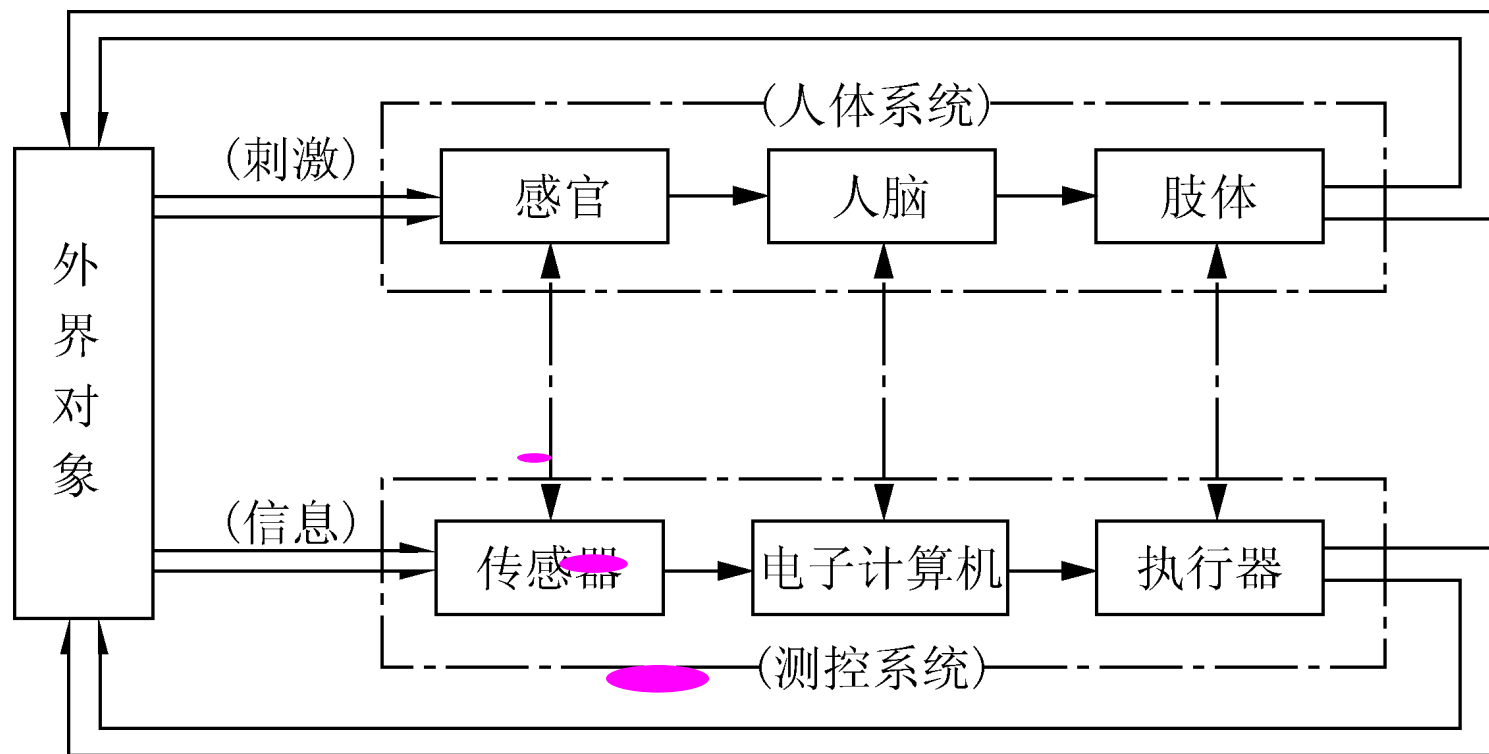 (人体系统)
(刺激)
感官
人脑
肢体
外界对象
(信息)
传感器
电子计算机
执行器
(测控系统)